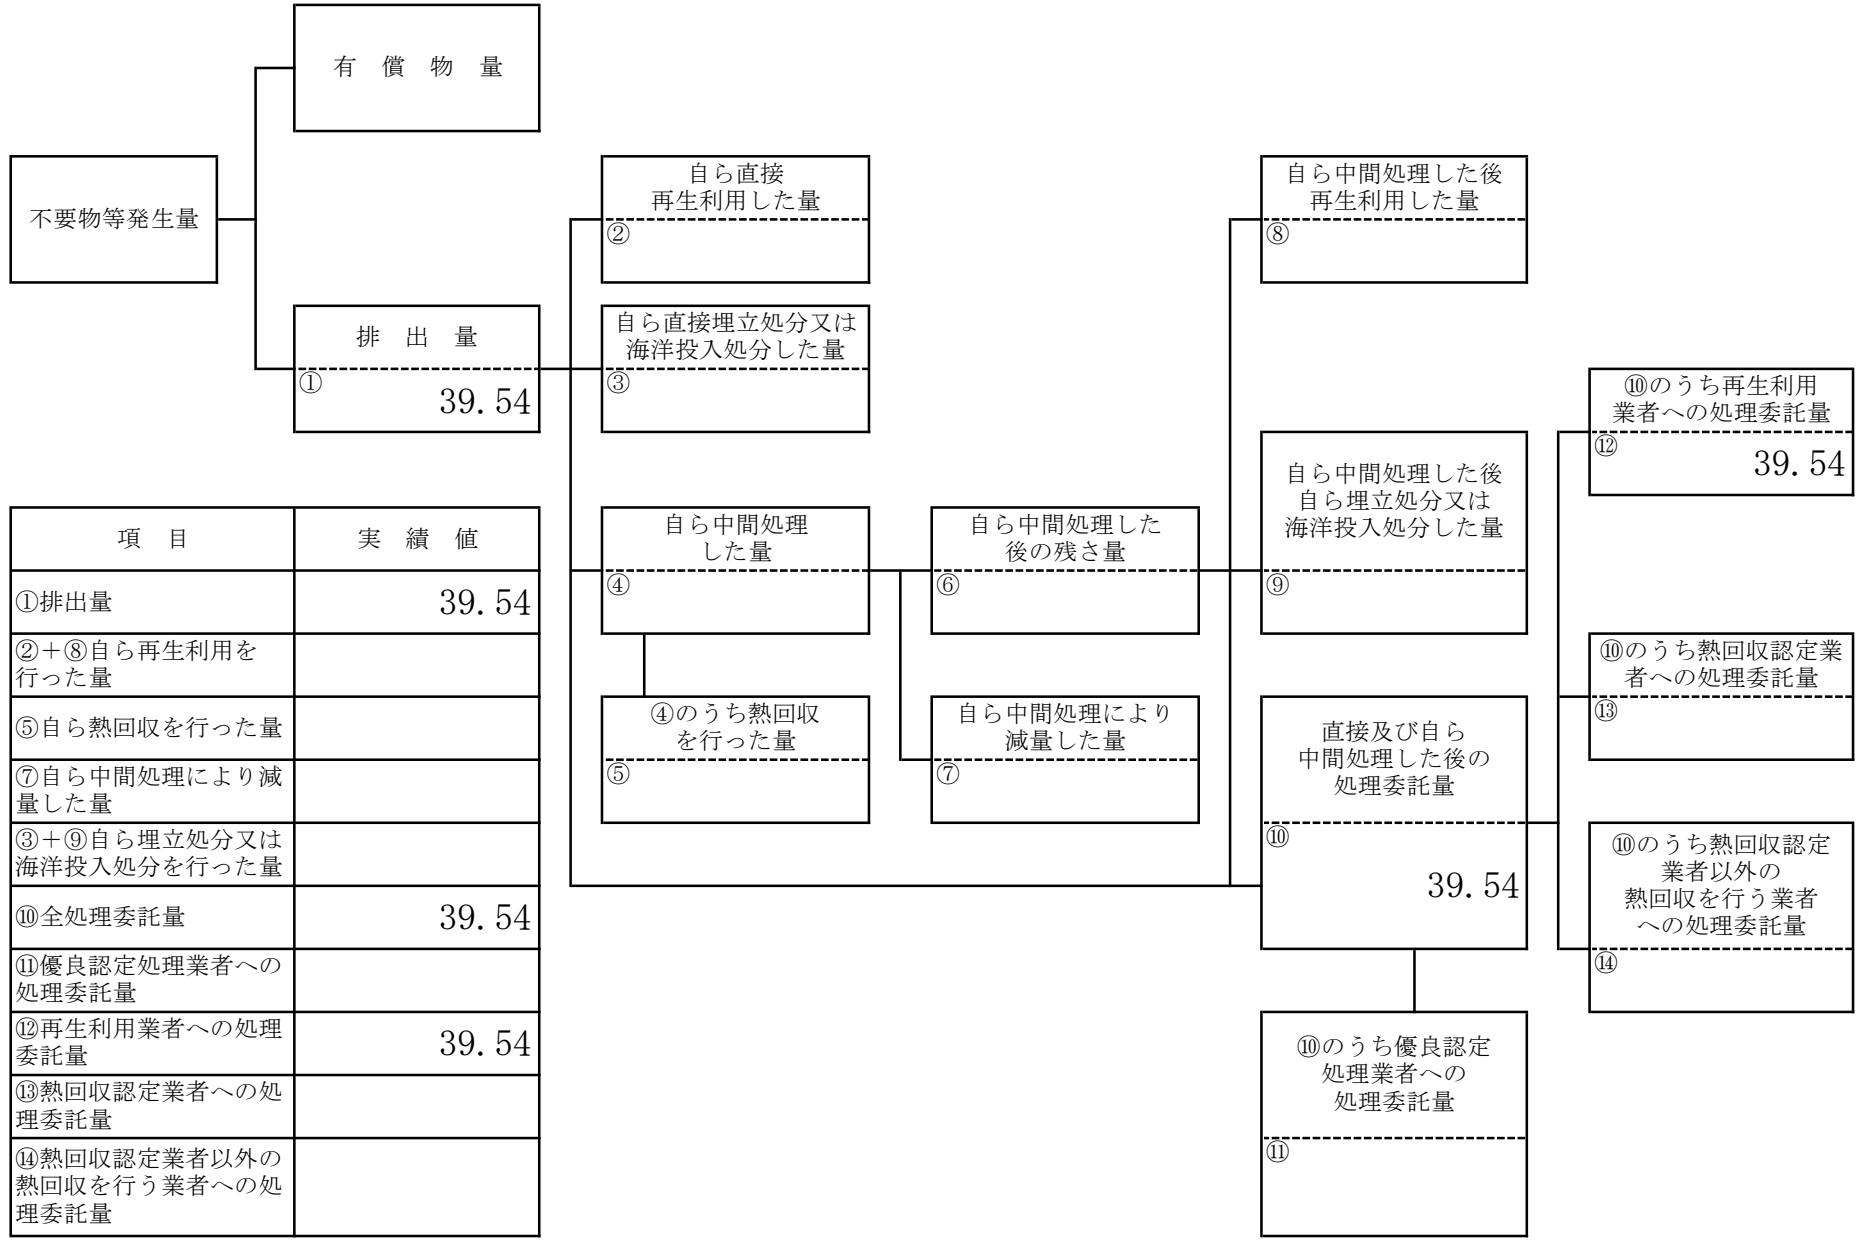 有　償　物　量
不要物等発生量
排　出　量
①
39.54
自ら直接
再生利用した量
②
自ら直接埋立処分又は
海洋投入処分した量
③
自ら中間処理
した量
④
④のうち熱回収
を行った量
⑤
自ら中間処理した
後の残さ量
⑥
自ら中間処理により
減量した量
⑦
自ら中間処理した後
再生利用した量
⑧
自ら中間処理した後
自ら埋立処分又は
海洋投入処分した量
⑨
直接及び自ら
中間処理した後の
処理委託量
⑩
39.54
⑩のうち優良認定
処理業者への
処理委託量
⑪
⑩のうち再生利用
業者への処理委託量
⑫
39.54
⑩のうち熱回収認定業
者への処理委託量
⑬
⑩のうち熱回収認定
業者以外の
熱回収を行う業者
への処理委託量
⑭
項　目
実　績　値
①排出量
39.54
②＋⑧自ら再生利用を
行った量
⑤自ら熱回収を行った量
⑦自ら中間処理により減
量した量
③＋⑨自ら埋立処分又は
海洋投入処分を行った量
⑩全処理委託量
39.54
⑪優良認定処理業者への
処理委託量
⑫再生利用業者への処理
委託量
39.54
⑬熱回収認定業者への処
理委託量
⑭熱回収認定業者以外の
熱回収を行う業者への処
理委託量